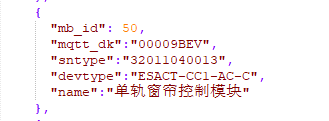 {
"mb_id": 50,
"mqtt_dk":"00009BEV",
"sntype":"32011040013",
"devtype":"ESACT-CC1-AC-C",
"name":"单轨窗帘控制模块"
},